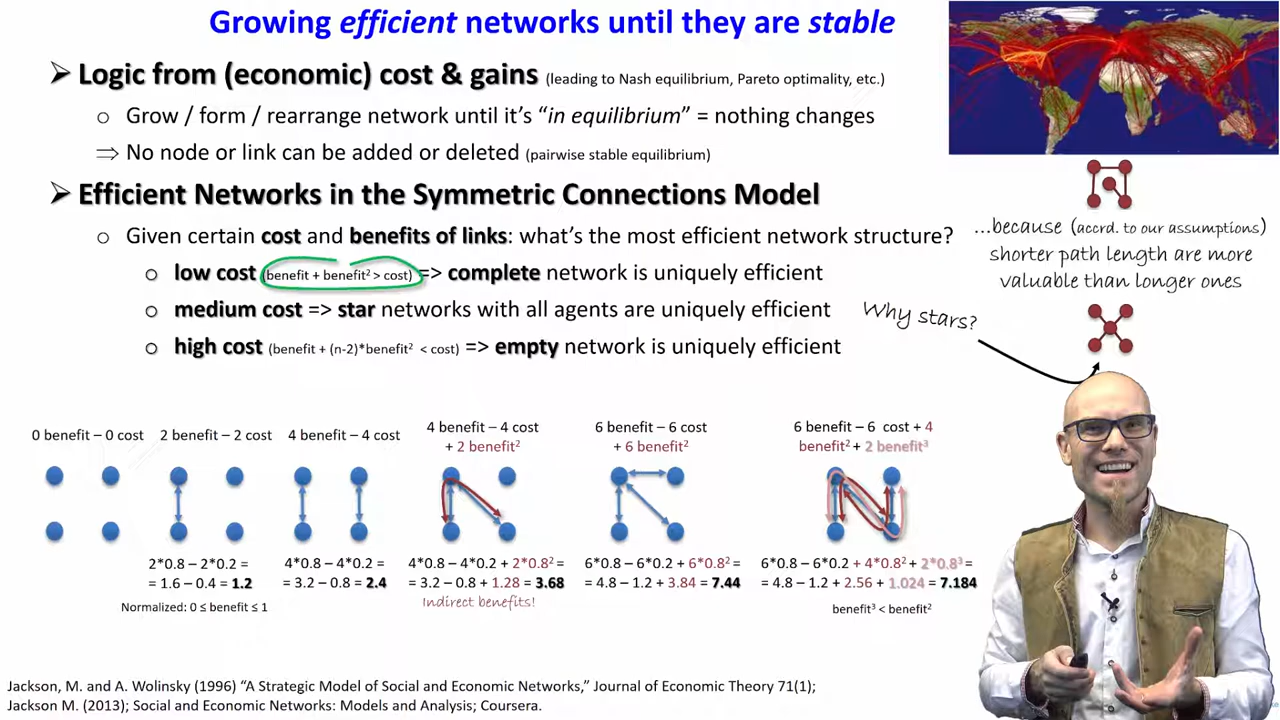 Growing efficient networks until they are stable
➢ Logic from (economic) cost & gains (leading to Nash equilibrium, Pareto optimality, etc.)
o Grow / form / rearrange network until it's “in equilibrium” = nothing changes
⇒ No node or link can be added or deleted (pairwise stable equilibrium)
➢ Efficient Networks in the Symmetric Connections Model
o Given certain cost and benefits of links: what's the most efficient network structure?
o low cost (benefit + benefit² > cost) => complete network is uniquely efficient
o medium cost => star networks with all agents are uniquely efficient
o high cost (benefit + (n-2)*benefit² < cost) => empty network is uniquely efficient
...because (accrd. to our assumptions)
shorter path length are more
valuable than longer ones
Why stars?
0 benefit – 0 cost
2 benefit – 2 cost
2*0.8 – 2*0.2 =
= 1.6 – 0.4 = 1.2
Normalized: 0 ≤ benefit ≤ 1
4 benefit – 4 cost
4*0.8 – 4*0.2 =
= 3.2 – 0.8 = 2.4
4 benefit – 4 cost
+ 2 benefit²
4*0.8 – 4*0.2 + 2*0.8² =
= 3.2 – 0.8 + 1.28 = 3.68
Indirect benefits!
6 benefit – 6 cost
+ 6 benefit²
6*0.8 – 6*0.2 + 6*0.8² =
= 4.8 – 1.2 + 3.84 = 7.44
6 benefit – 6 cost + 4
benefit² + 2 benefit³
6*0.8 – 6*0.2 + 4*0.8² + 2*0.8³ =
= 4.8 – 1.2 + 2.56 + 1.024 = 7.184
benefit³ < benefit²
Jackson, M. and A. Wolinsky (1996) “A Strategic Model of Social and Economic Networks,” Journal of Economic Theory 71(1);
Jackson M. (2013); Social and Economic Networks: Models and Analysis; Coursera.